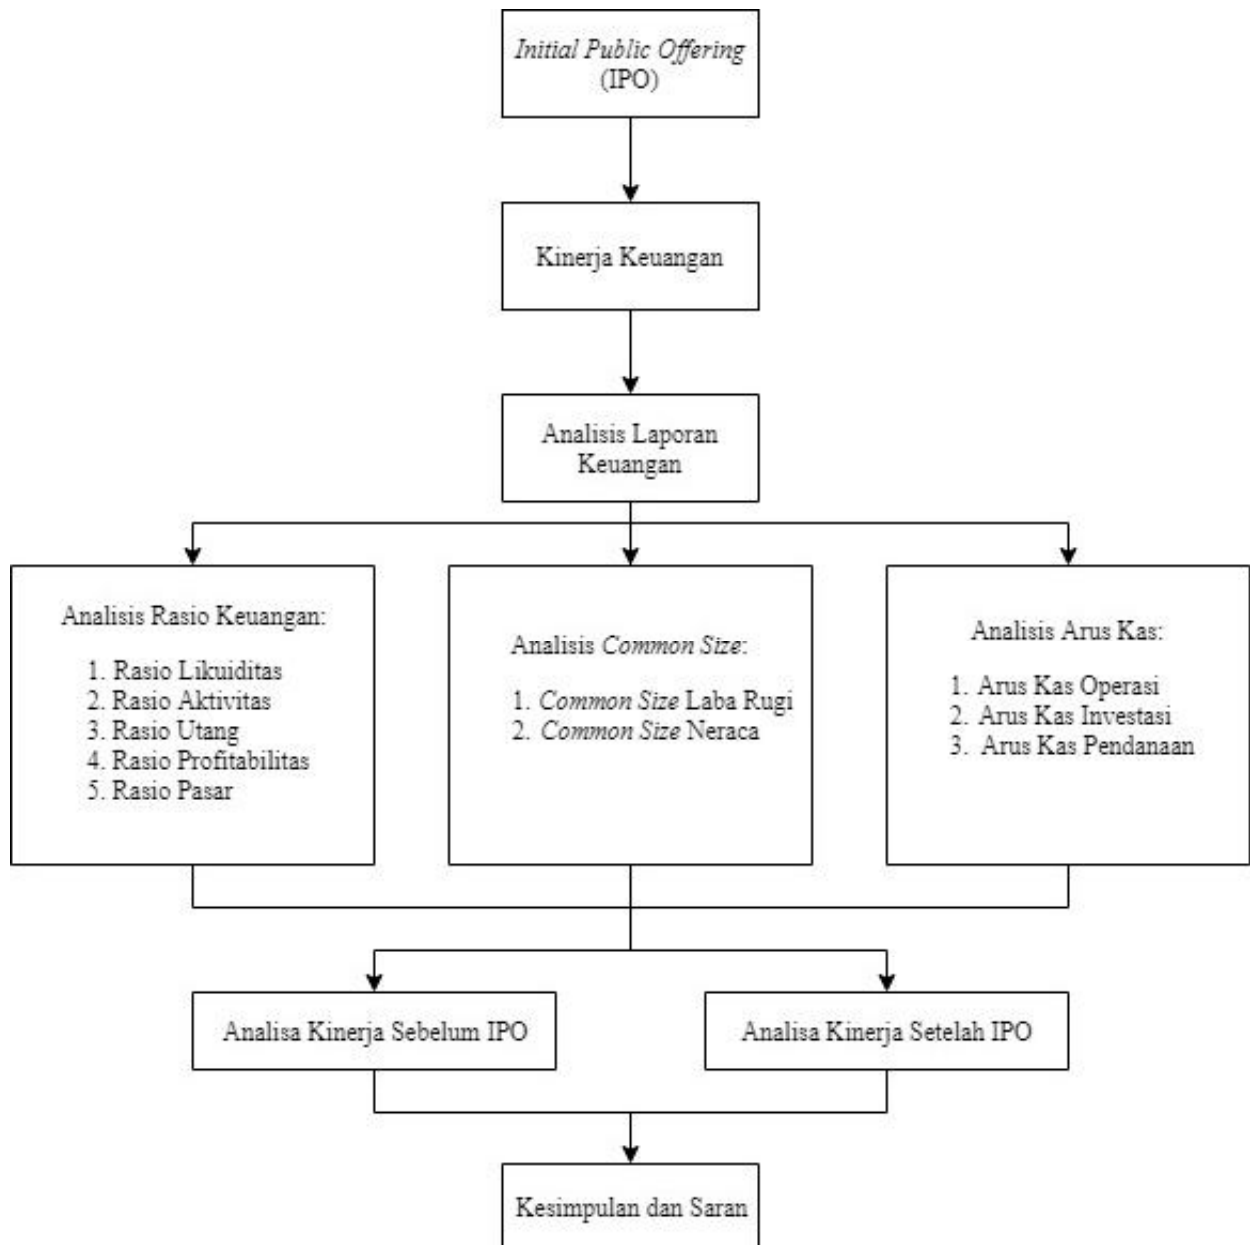 Initial Public Offering
(IPO)
Kinerja Keuangan
Analisis Laporan
Keuangan
Analisis Rasio Keuangan:
1. Rasio Likuiditas
2. Rasio Aktivitas
3. Rasio Utang
4. Rasio Profitabilitas
5. Rasio Pasar
Analisis Common Size:
1. Common Size Laba Rugi
2. Common Size Neraca
Analisis Arus Kas:
1. Arus Kas Operasi
2. Arus Kas Investasi
3. Arus Kas Pendanaan
Analisa Kinerja Sebelum IPO
Analisa Kinerja Setelah IPO
Kesimpulan dan Saran